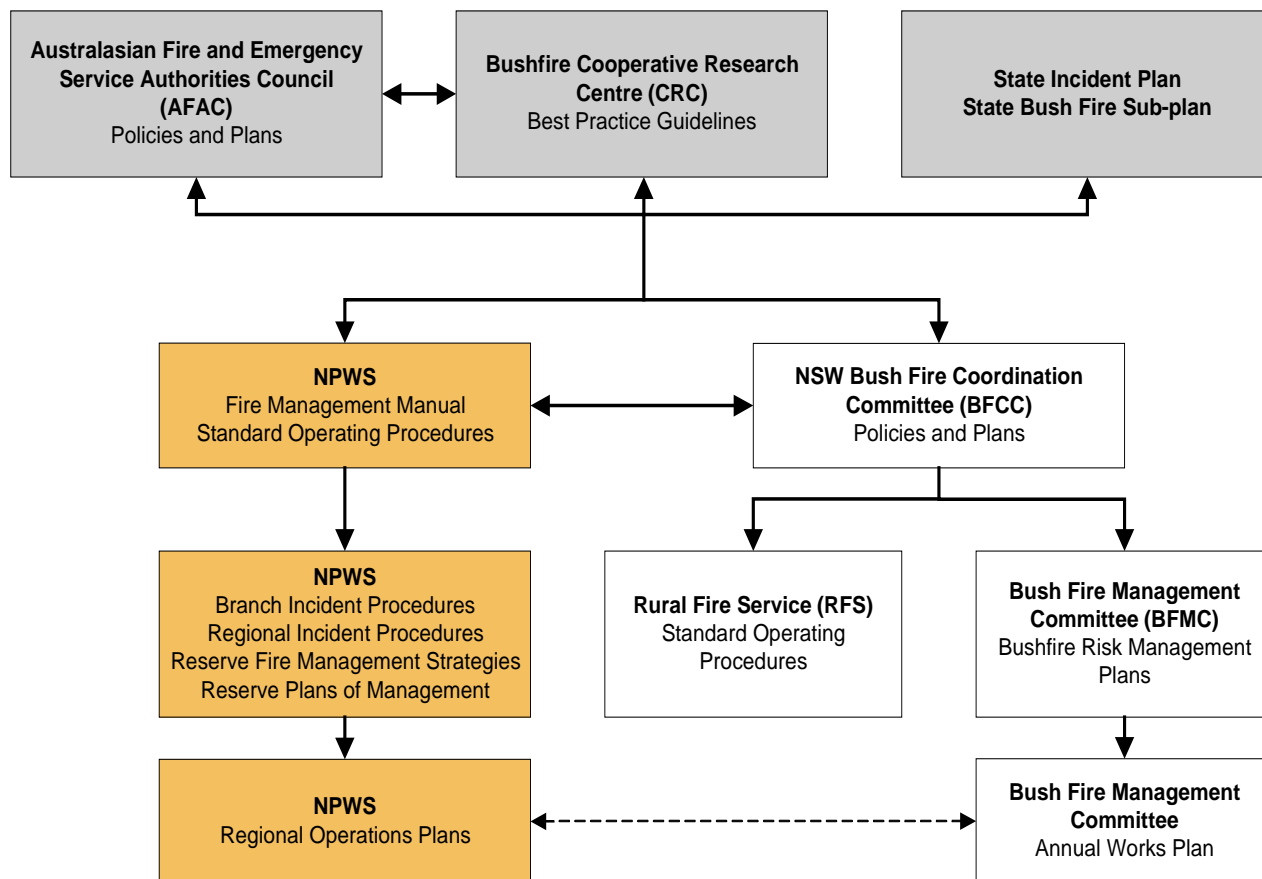 Australasian Fire and Emergency
Service Authorities Council
(AFAC)
Policies and Plans
Bushfire Cooperative Research
Centre (CRC)
Best Practice Guidelines
State Incident Plan
State Bush Fire Sub-plan
NPWS
Fire Management Manual
Standard Operating Procedures
NSW Bush Fire Coordination
Committee (BFCC)
Policies and Plans
NPWS
Branch Incident Procedures
Regional Incident Procedures
Reserve Fire Management Strategies
Reserve Plans of Management
Rural Fire Service (RFS)
Standard Operating
Procedures
Bush Fire Management
Committee (BFMC)
Bushfire Risk Management
Plans
NPWS
Regional Operations Plans
Bush Fire Management
Committee
Annual Works Plan